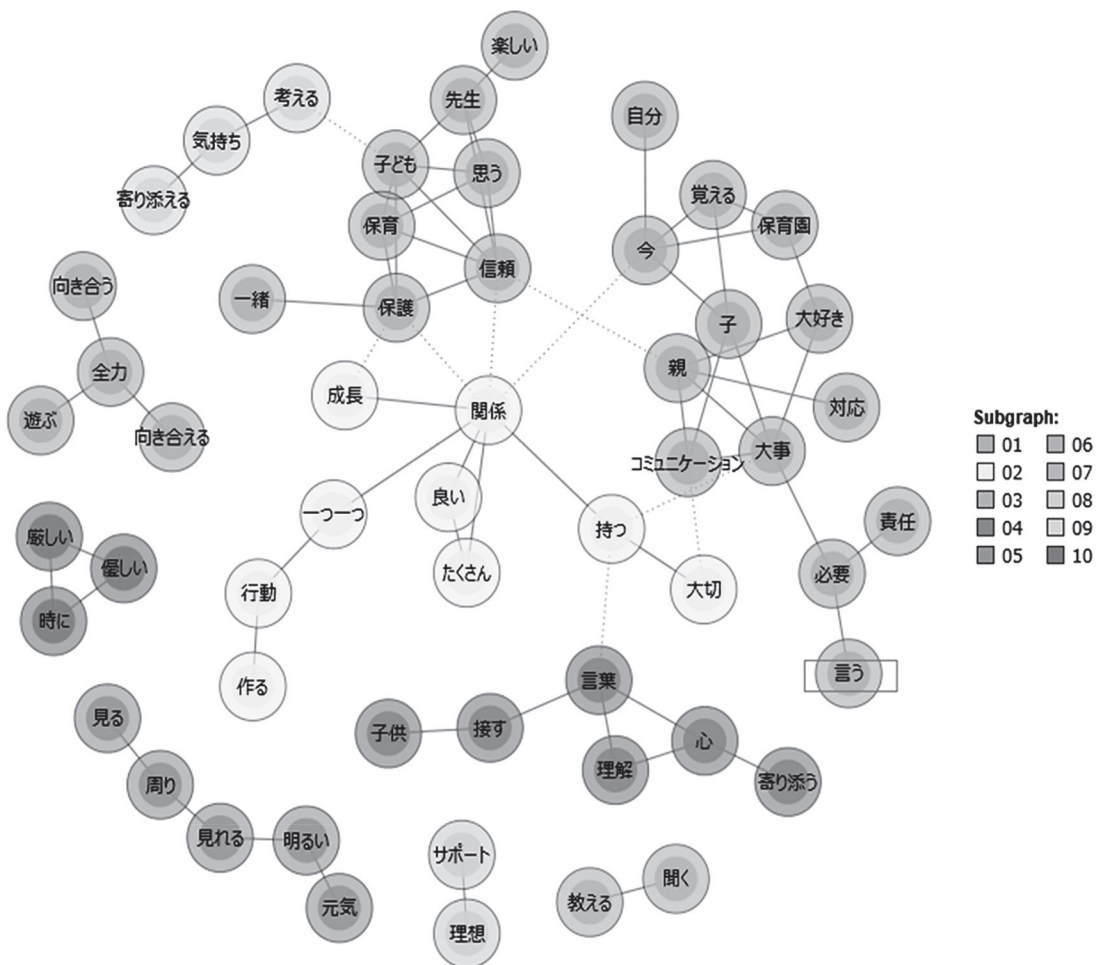 楽しい
先生
考える
自分
気持ち
子ども
思う
寄り添える
覚える
保育
保育園
今
信頼
向き合う
一緒
保護
子
大好き
親
全力
成長
関係
対応
遊ぶ
向き合える
コミュニケーション
大事
良い
一つ一つ
持つ
責任
厳しい
優しい
たくさん
必要
行動
大切
時に
作る
言葉
言う
見る
子供
接す
心
理解
寄り添う
周り
見れる
明るい
サポート
聞く
元気
教える
理想
Subgraph:
01 06
02 07
03 08
04 09
05 10